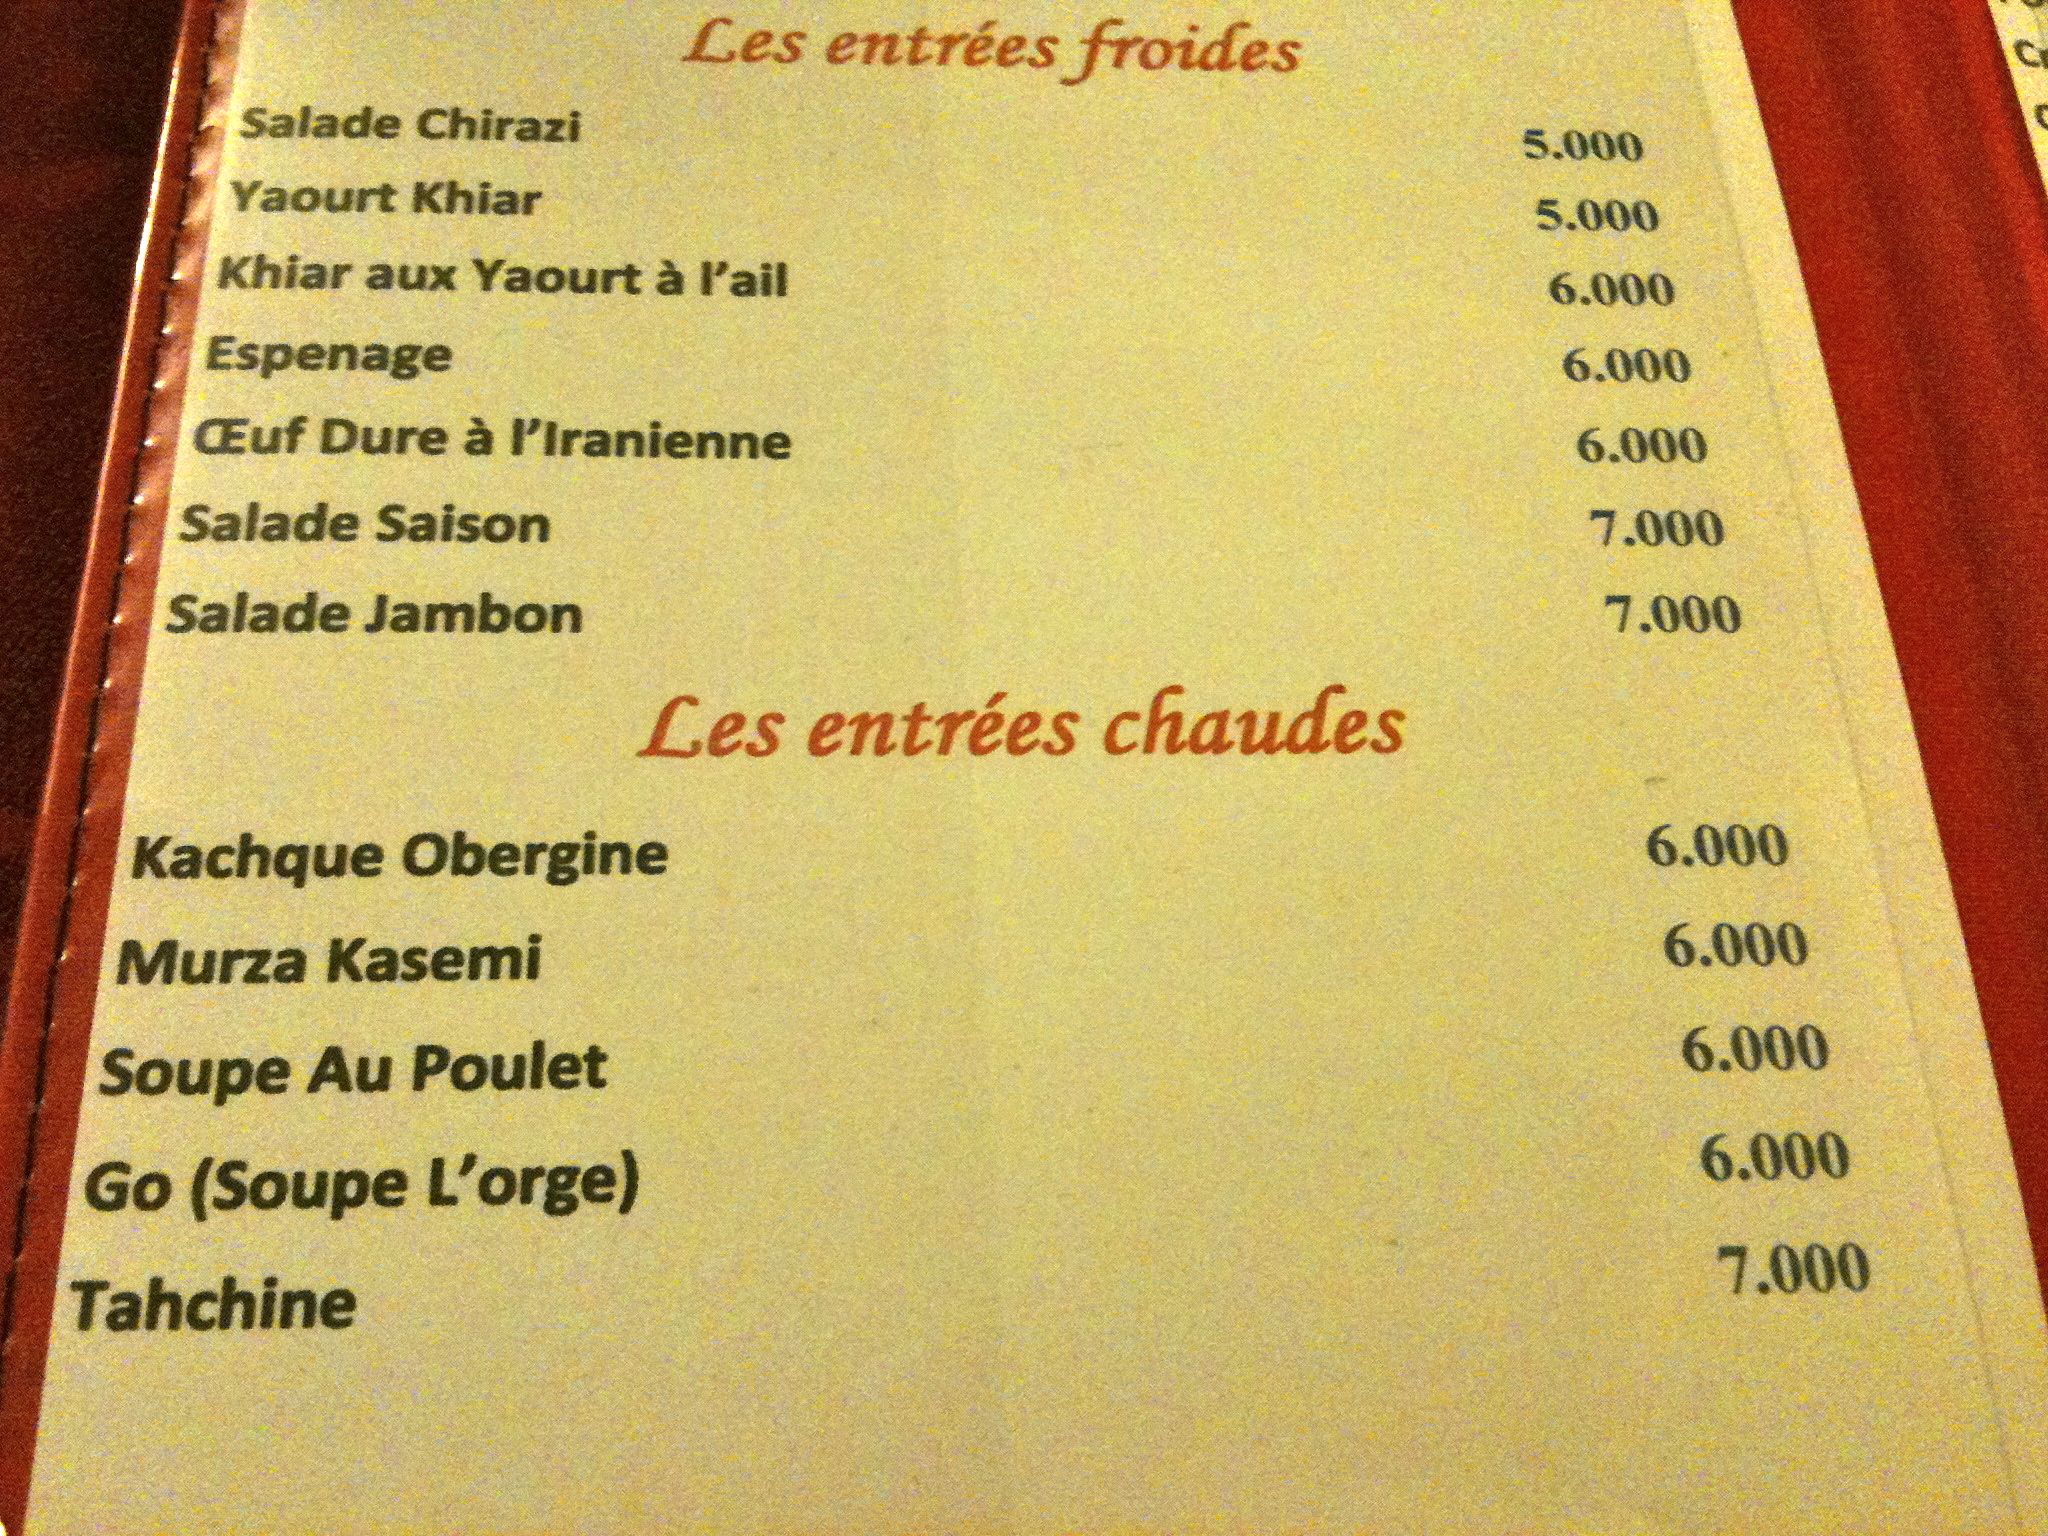 Les entrées froides
Salade Chirazi 5.000
Yaourt Khiar 5.000
Khiar aux Yaourt à l'ail 6.000
Espenage 6.000
Œuf Dure à l'Iranienne 6.000
Salade Saison 7.000
Salade Jambon 7.000
Les entrées chaudes
Kachque Obergine 6.000
Murza Kasemi 6.000
Soupe Au Poulet 6.000
Go (Soupe L'orge) 6.000
Tahchine 7.000